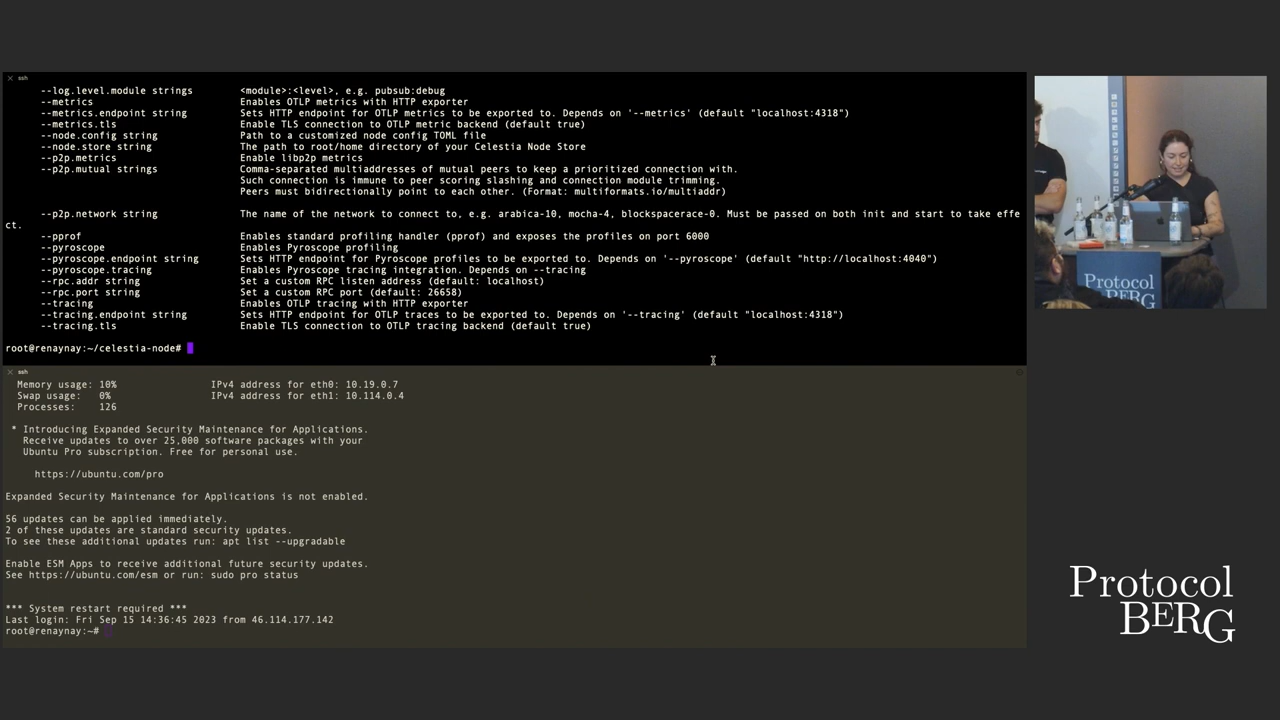 ssh
--log.level.module strings <module>:<level>, e.g. pubsub:debug
--metrics Enables OTLP metrics with HTTP exporter
--metrics.endpoint string Sets HTTP endpoint for OTLP metrics to be exported to. Depends on '--metrics' (default "localhost:4318")
--metrics.tls Enable TLS connection to OTLP metric backend (default true)
--node.config string Path to a customized node config TOML file
--node.store string The path to root/home directory of your Celestia Node Store
--p2p.metrics Enable libp2p metrics
--p2p.mutual strings Comma-separated multiaddresses of mutual peers to keep a prioritized connection with.
Such connection is immune to peer scoring slashing and connection module trimming.
Peers must bidirectionally point to each other. (Format: multiformats.io/multiaddr)
--p2p.network string The name of the network to connect to, e.g. arabica-10, mocha-4, blockspacerace-0. Must be passed on both init and start to take effe
ct.
--pprof Enables standard profiling handler (pprof) and exposes the profiles on port 6000
--pyroscope Enables Pyroscope profiling
--pyroscope.endpoint string Sets HTTP endpoint for Pyroscope profiles to be exported to. Depends on '--pyroscope' (default "http://localhost:4040")
--pyroscope.tracing Enables Pyroscope tracing integration. Depends on --tracing
--rpc.addr string Set a custom RPC listen address (default: localhost)
--rpc.port string Set a custom RPC port (default: 26658)
--tracing Enables OTLP tracing with HTTP exporter
--tracing.endpoint string Sets HTTP endpoint for OTLP traces to be exported to. Depends on '--tracing' (default "localhost:4318")
--tracing.tls Enable TLS connection to OTLP tracing backend (default true)
root@renaynay:~/celestia-node#
ssh
Memory usage: 10% IPv4 address for eth0: 10.19.0.7
Swap usage: 0% IPv4 address for eth1: 10.114.0.4
Processes: 126
* Introducing Expanded Security Maintenance for Applications.
Receive updates to over 25,000 software packages with your
Ubuntu Pro subscription. Free for personal use.
https://ubuntu.com/pro
Expanded Security Maintenance for Applications is not enabled.
56 updates can be applied immediately.
2 of these updates are standard security updates.
To see these additional updates run: apt list --upgradable
Enable ESM Apps to receive additional future security updates.
See https://ubuntu.com/esm or run: sudo pro status
*** System restart required ***
Last login: Fri Sep 15 14:36:45 2023 from 46.114.177.142
root@renaynay:~#
Protocol
BERG
Protocol
BERG